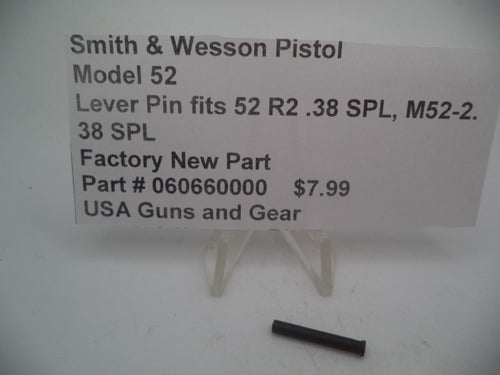 Smith & Wesson Pistol
Model 52
Lever Pin fits 52 R2 .38 SPL, M52-2.
38 SPL
Factory New Part
Part # 060660000 $7.99
USA Guns and Gear